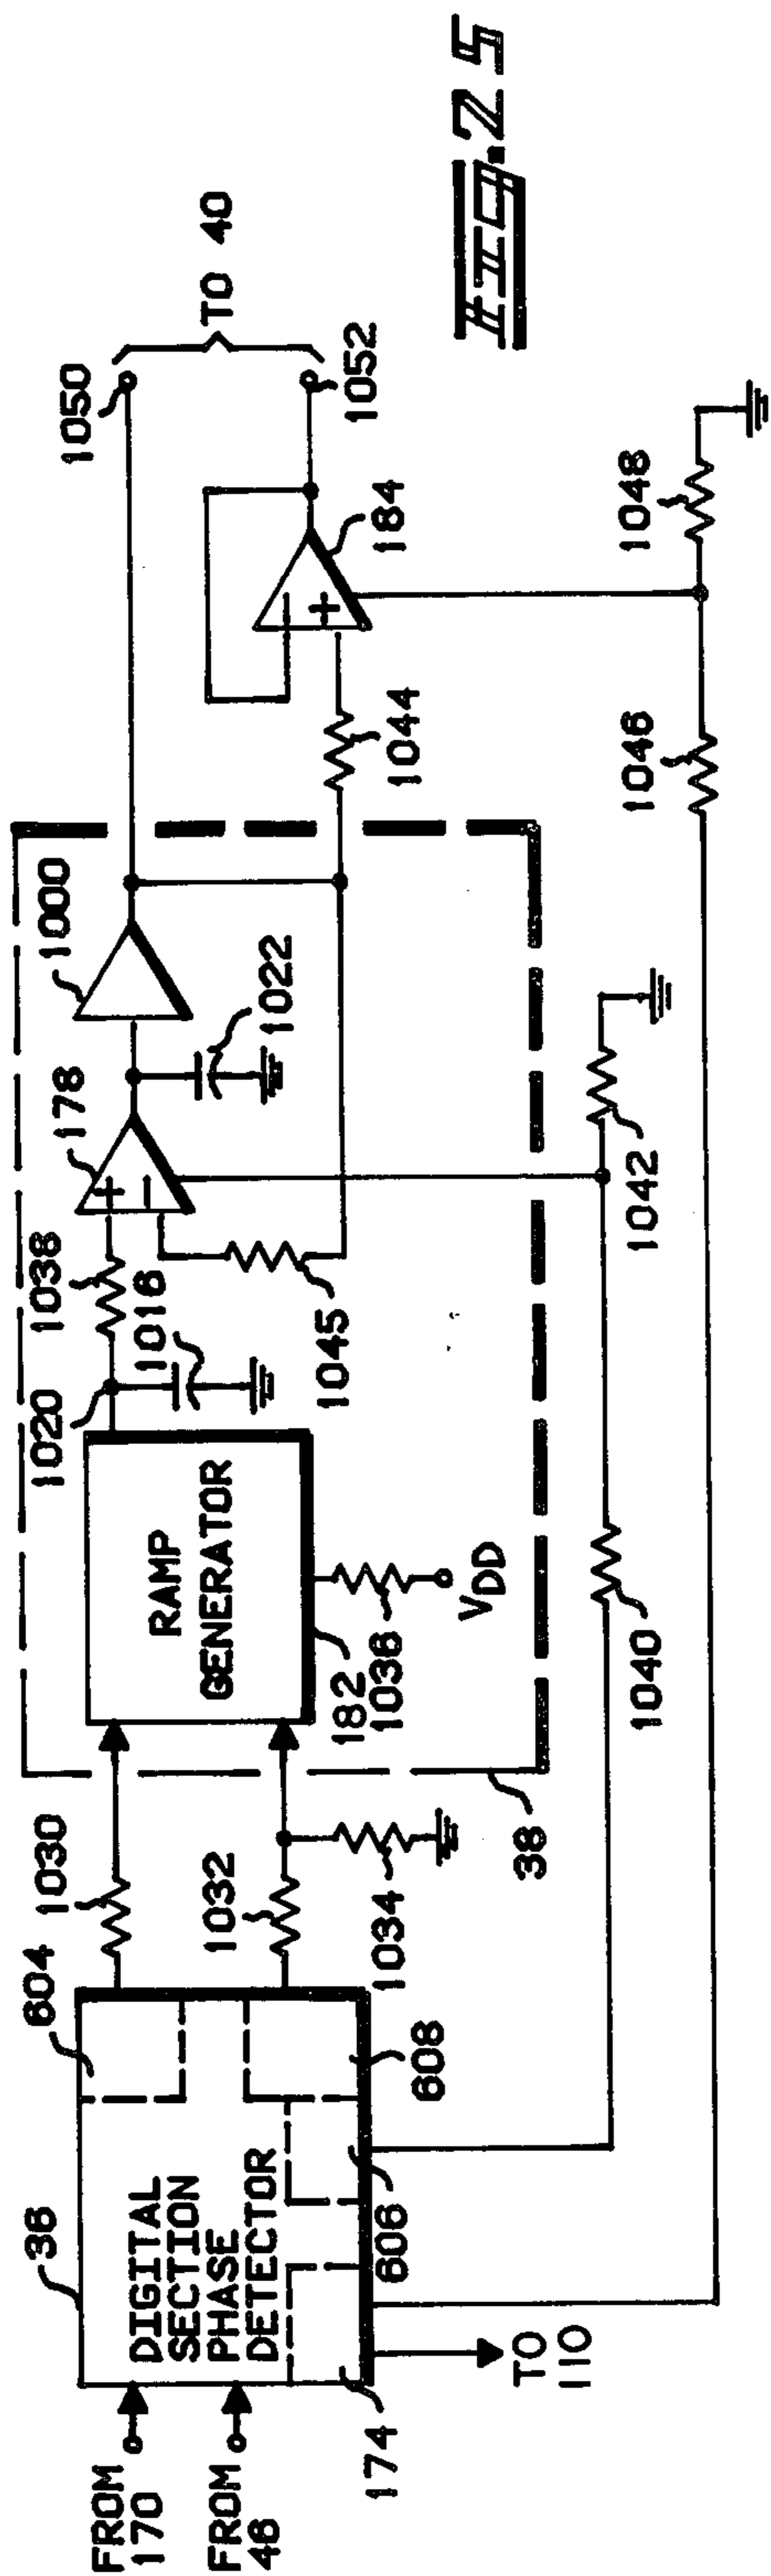 FROM
170
FROM
46
36
DIGITAL
SECTION
PHASE
DETECTOR
604
608
606
174
TO
110
1030
1032
1034
38
RAMP
GENERATOR
182
1036
VDD
1020
1016
1038
+
−
178
1045
1022
1000
1040
1042
1044
−
+
184
1046
1048
1050
1052
TO 40
FIG. 25